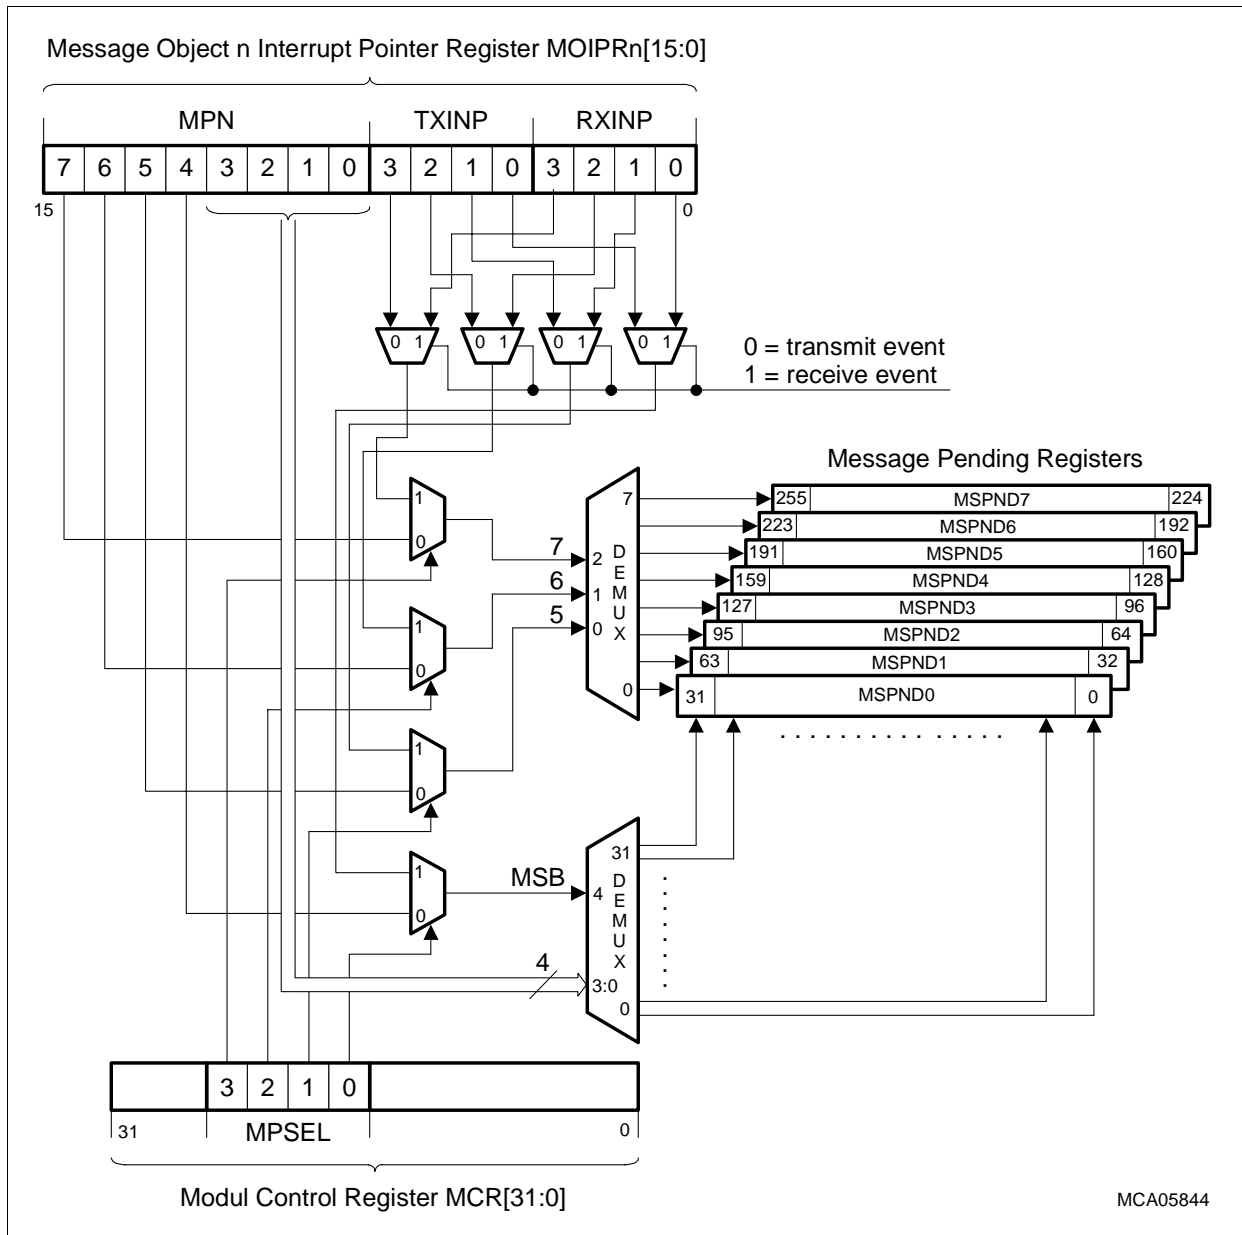 Message Object n Interrupt Pointer Register MOIPRn[15:0]
MPN TXINP RXINP
7 6 5 4 3 2 1 0 3 2 1 0 3 2 1 0
15 0
0 1 0 1 0 1 0 1
0 = transmit event
1 = receive event
Message Pending Registers
1
0
1
0
1
0
1
0
7
6
5
MSB
4
7
2
1
0
0
DEMUX
255 MSPND7 224
223 MSPND6 192
191 MSPND5 160
159 MSPND4 128
127 MSPND3 96
95 MSPND2 64
63 MSPND1 32
31 MSPND0 0
. . . . . . . . . . . . . . .
31
4
DEMUX
3:0
0
3 2 1 0
31 MPSEL 0
Modul Control Register MCR[31:0]
MCA05844